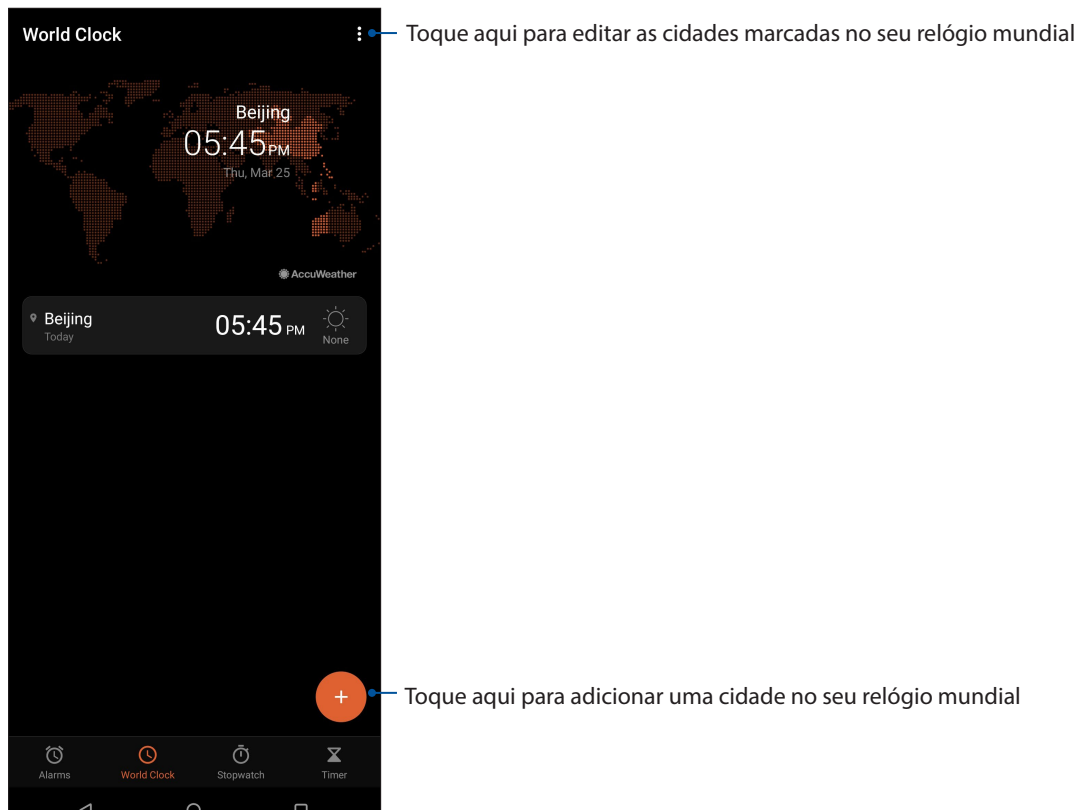 World Clock
Toque aqui para editar as cidades marcadas no seu relógio mundial
Beijing
05:45 PM
Thu, Mar 25
AccuWeather
Beijing
Today
05:45 PM
None
Toque aqui para adicionar uma cidade no seu relógio mundial
Alarms
World Clock
Stopwatch
Timer